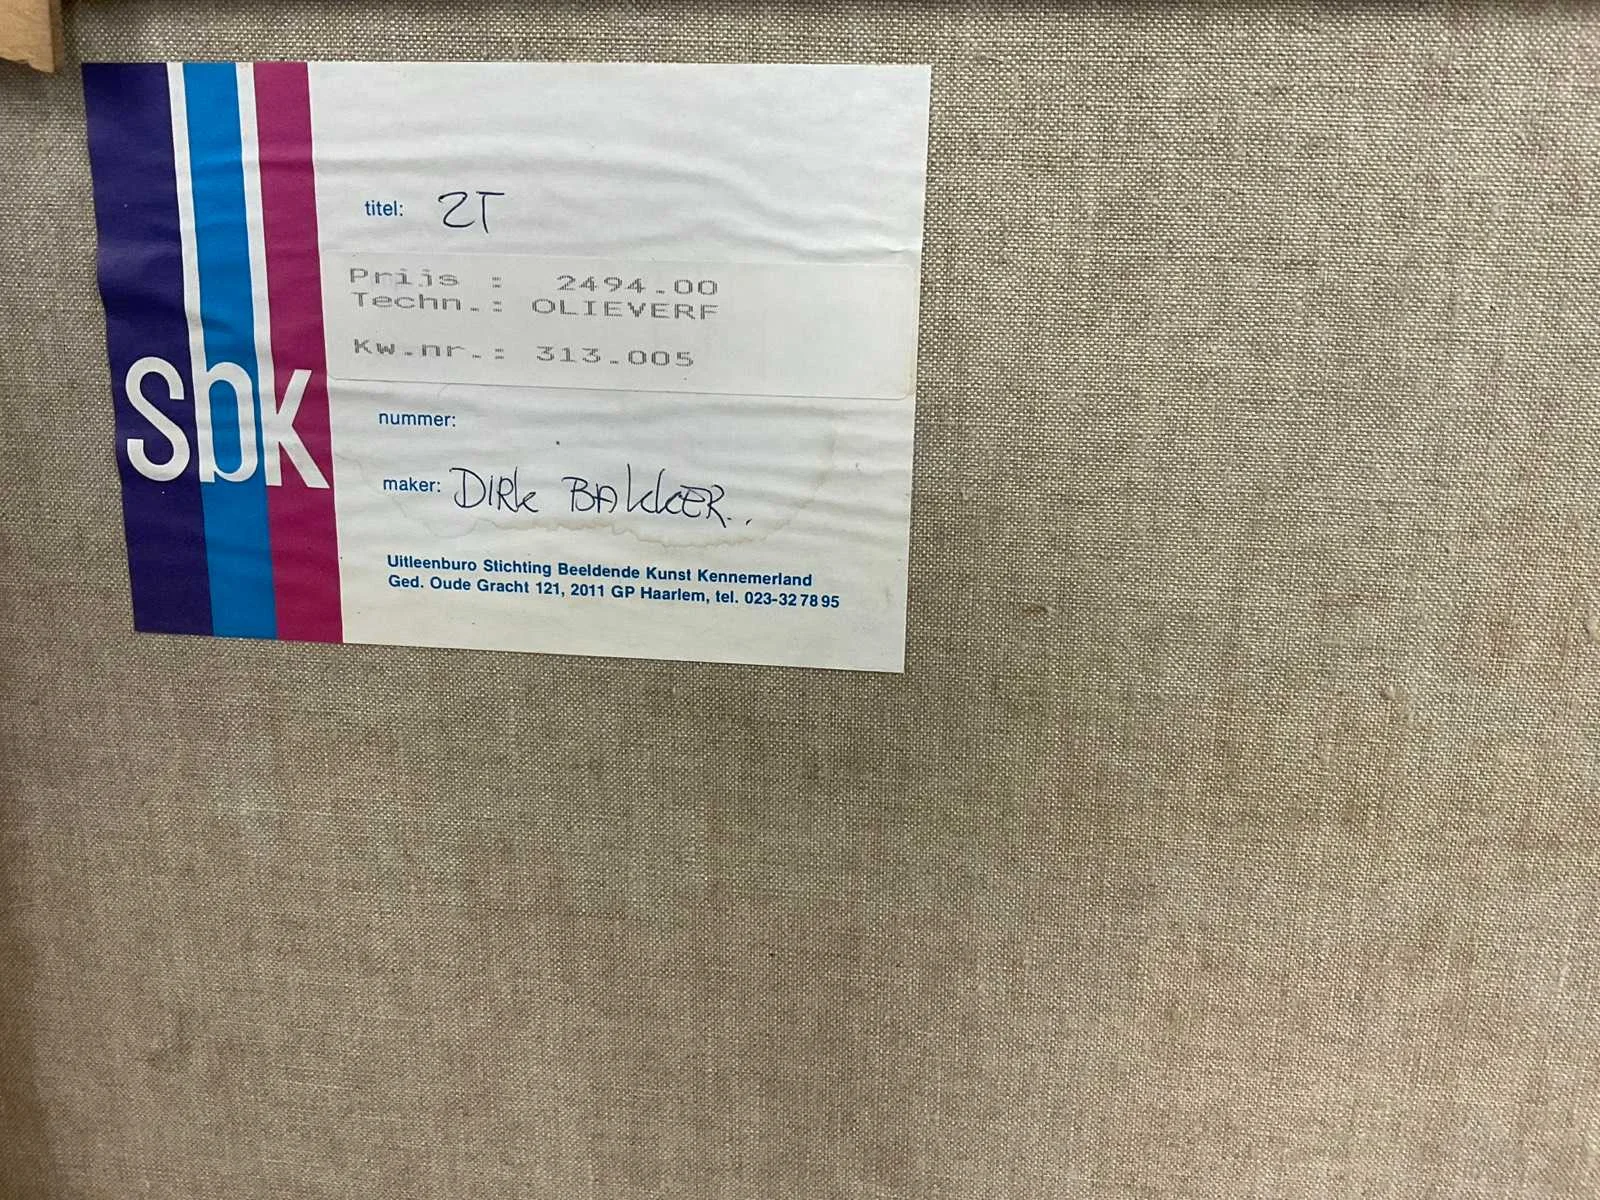 sbk
titel: ZT
Prijs : 2494.00
Techn.: OLIEVERF
Kw.nr.: 313.005
nummer:
maker: DIRK BAKKER..
Uitleenburo Stichting Beeldende Kunst Kennemerland
Ged. Oude Gracht 121, 2011 GP Haarlem, tel. 023-32 78 95